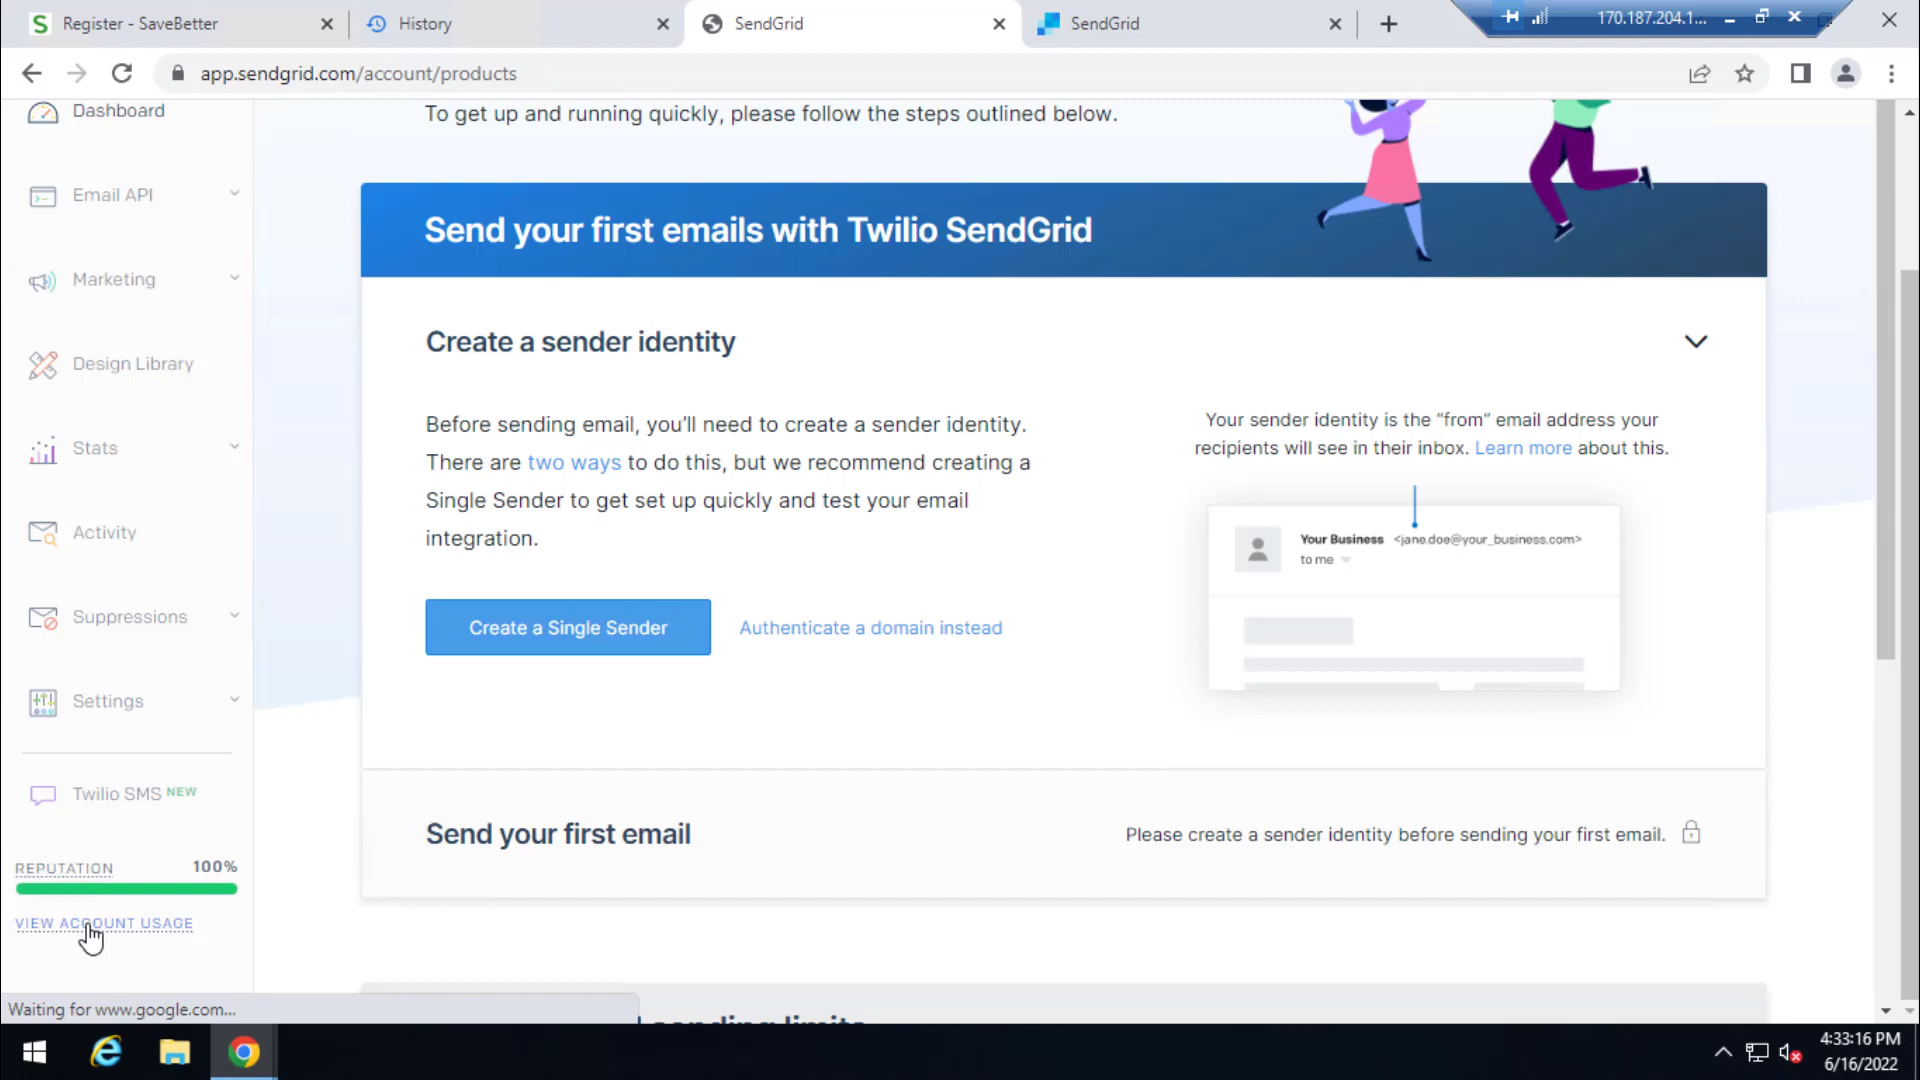 Register - SaveBetter
History
SendGrid
SendGrid
170.187.204.1...
app.sendgrid.com/account/products
Dashboard
To get up and running quickly, please follow the steps outlined below.
Email API
Send your first emails with Twilio SendGrid
Marketing
Create a sender identity
Design Library
Before sending email, you'll need to create a sender identity.
There are two ways to do this, but we recommend creating a
Single Sender to get set up quickly and test your email
integration.
Your sender identity is the "from" email address your
recipients will see in their inbox. Learn more about this.
Stats
Activity
Your Business <jane.doe@your_business.com>
to me
Suppressions
Create a Single Sender
Authenticate a domain instead
Settings
Twilio SMS NEW
Send your first email
Please create a sender identity before sending your first email.
REPUTATION 100%
VIEW ACCOUNT USAGE
Waiting for www.google.com...
sending limits
4:33:16 PM
6/16/2022